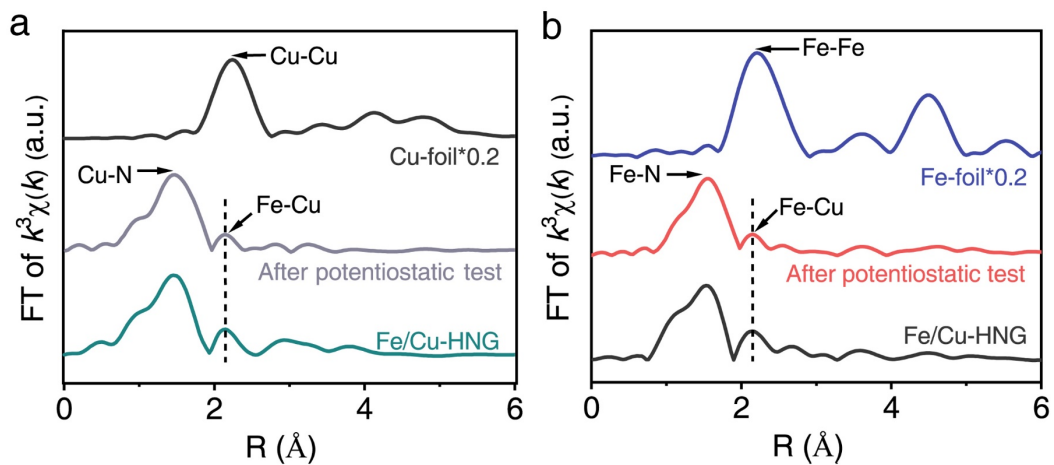 a
FT of k³χ(k) (a.u.)
Cu-Cu
Cu-foil*0.2
Cu-N
Fe-Cu
After potentiostatic test
Fe/Cu-HNG
0 2 4 6
R (Å)
b
FT of k³χ(k) (a.u.)
Fe-Fe
Fe-foil*0.2
Fe-N
Fe-Cu
After potentiostatic test
Fe/Cu-HNG
0 2 4 6
R (Å)